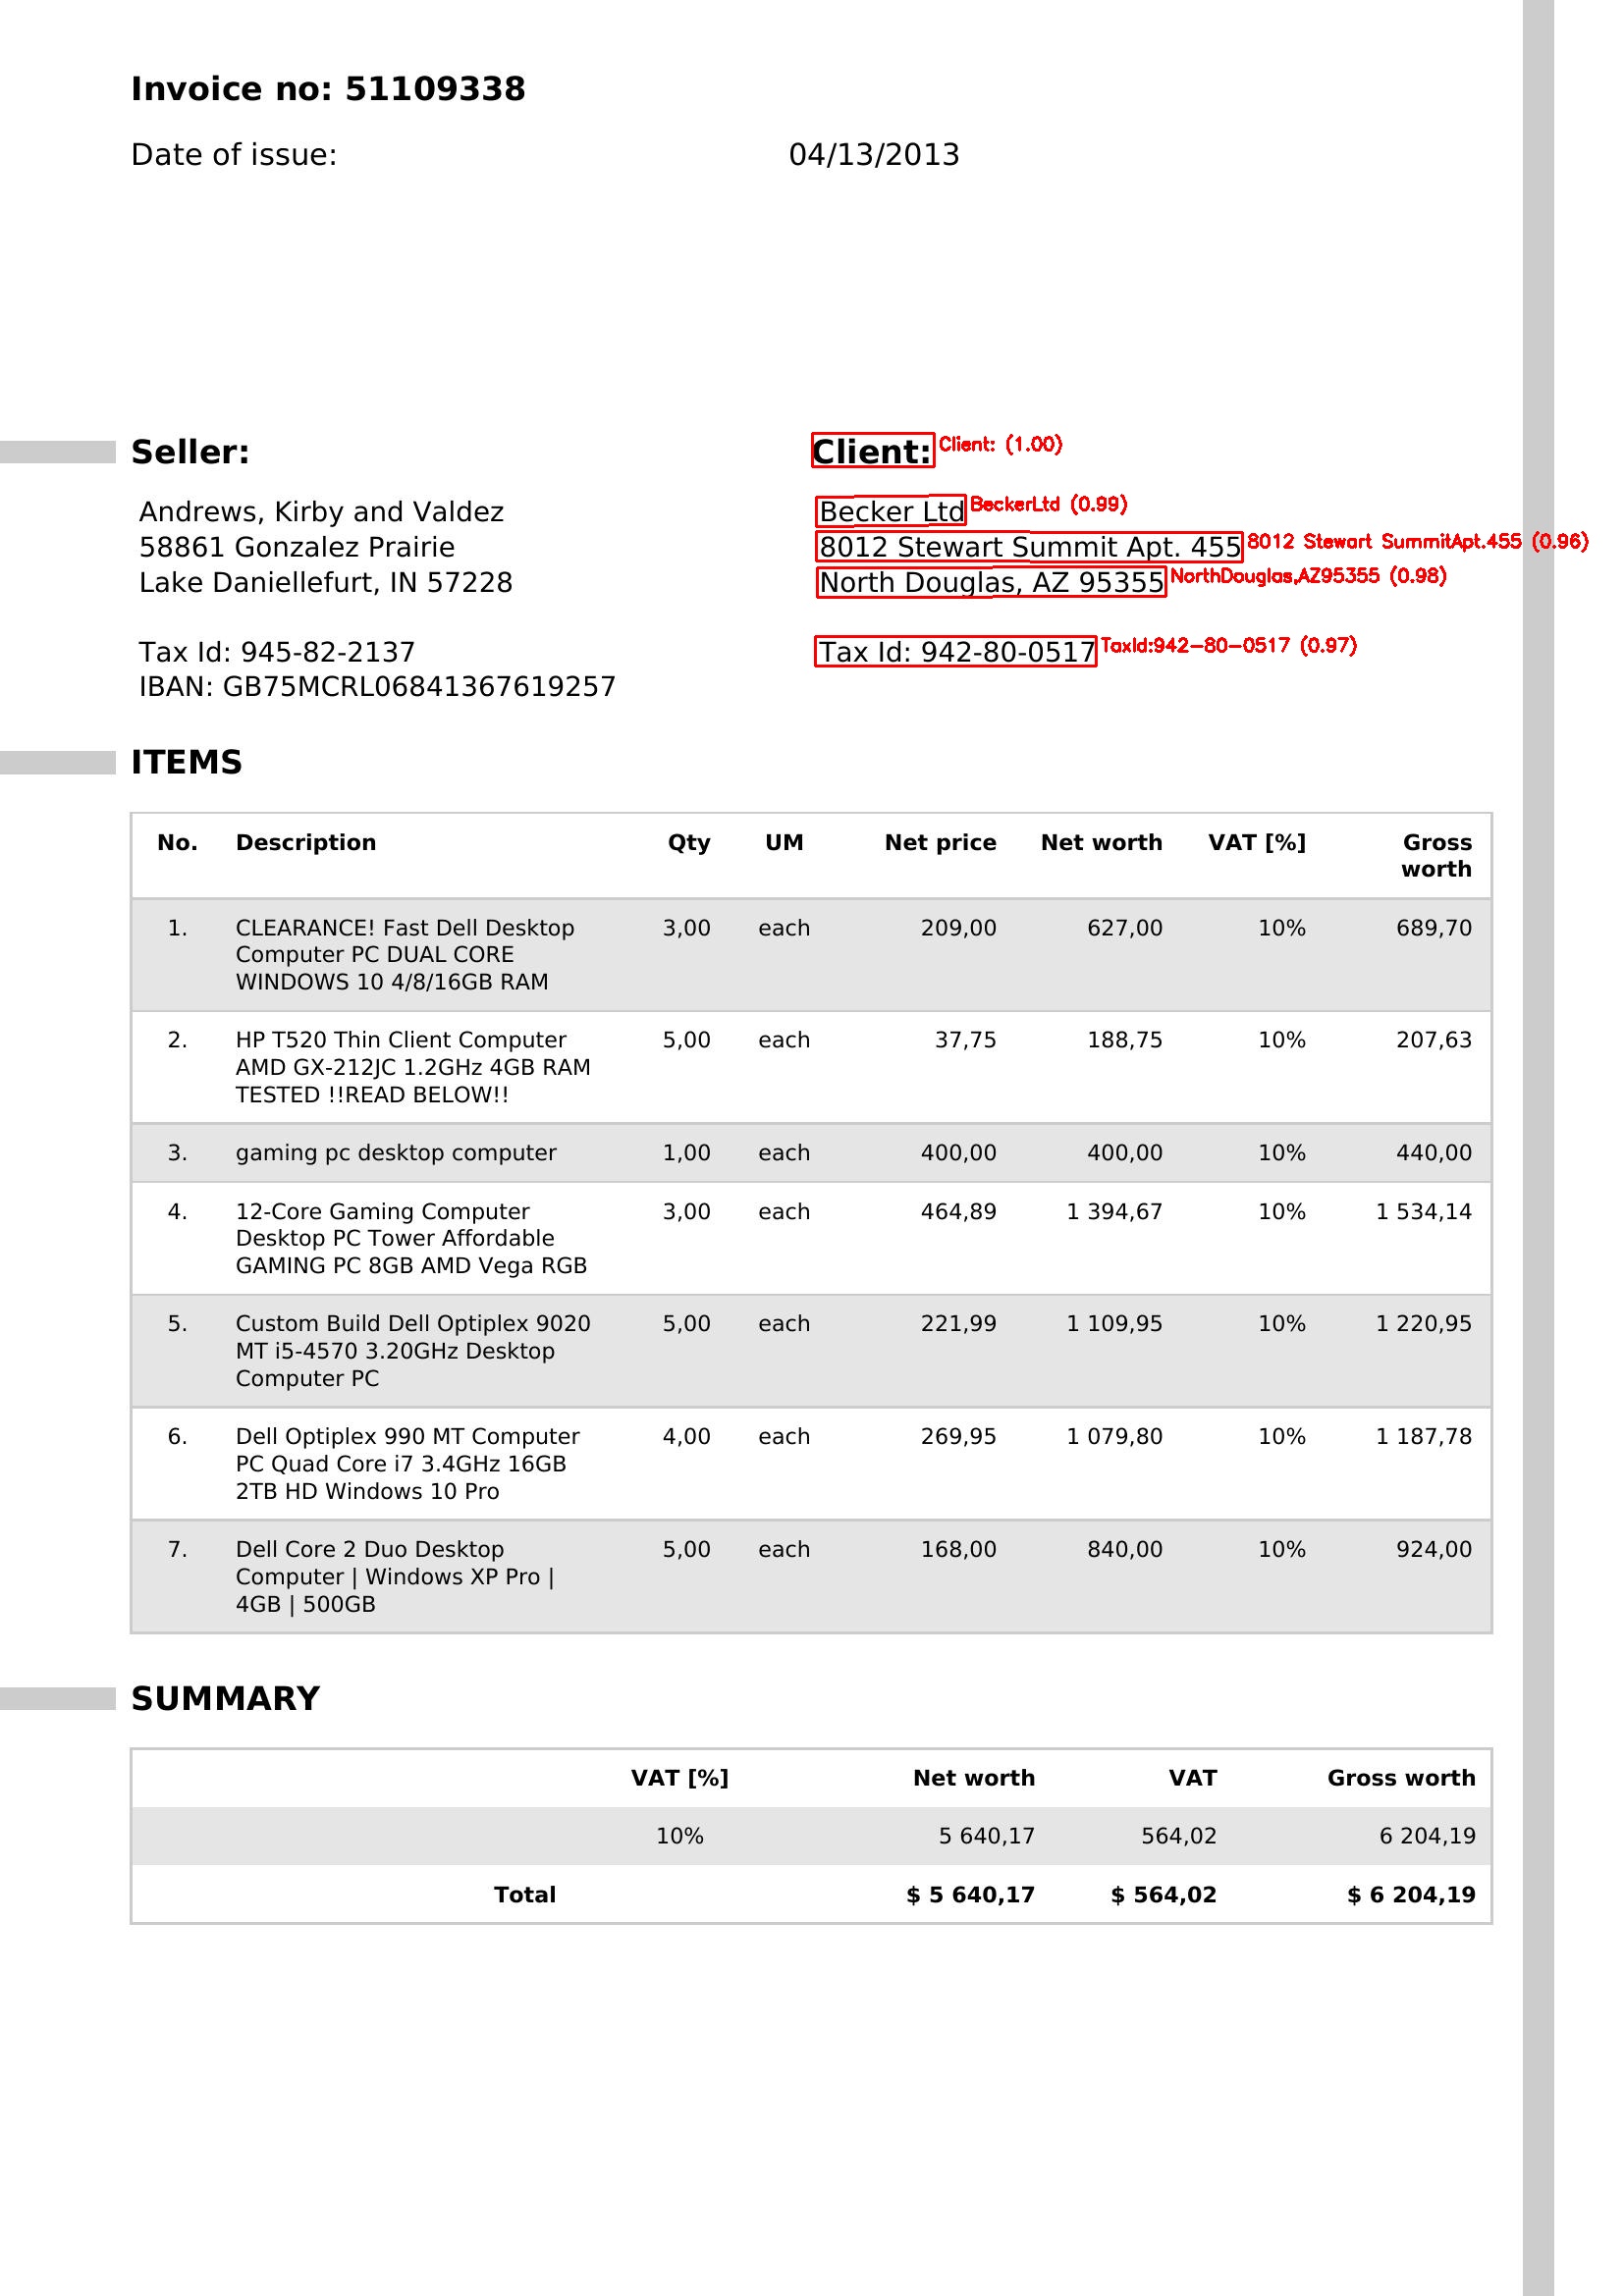 Invoice no: 51109338
Date of issue: 04/13/2013
Seller:
Andrews, Kirby and Valdez
58861 Gonzalez Prairie
Lake Daniellefurt, IN 57228
Tax Id: 945-82-2137
IBAN: GB75MCRL06841367619257
Client: Client: (1.00)
Becker Ltd BeckerLtd (0.99)
8012 Stewart Summit Apt. 455 8012 Stewart SummitApt.455 (0.96)
North Douglas, AZ 95355 NorthDouglas,AZ95355 (0.98)
Tax Id: 942-80-0517 TaxId:942-80-0517 (0.97)
ITEMS
No. Description Qty UM Net price Net worth VAT [%] Gross
worth
1. CLEARANCE! Fast Dell Desktop 3,00 each 209,00 627,00 10% 689,70
Computer PC DUAL CORE
WINDOWS 10 4/8/16GB RAM
2. HP T520 Thin Client Computer 5,00 each 37,75 188,75 10% 207,63
AMD GX-212JC 1.2GHz 4GB RAM
TESTED !!READ BELOW!!
3. gaming pc desktop computer 1,00 each 400,00 400,00 10% 440,00
4. 12-Core Gaming Computer 3,00 each 464,89 1 394,67 10% 1 534,14
Desktop PC Tower Affordable
GAMING PC 8GB AMD Vega RGB
5. Custom Build Dell Optiplex 9020 5,00 each 221,99 1 109,95 10% 1 220,95
MT i5-4570 3.20GHz Desktop
Computer PC
6. Dell Optiplex 990 MT Computer 4,00 each 269,95 1 079,80 10% 1 187,78
PC Quad Core i7 3.4GHz 16GB
2TB HD Windows 10 Pro
7. Dell Core 2 Duo Desktop 5,00 each 168,00 840,00 10% 924,00
Computer | Windows XP Pro |
4GB | 500GB
SUMMARY
VAT [%] Net worth VAT Gross worth
10% 5 640,17 564,02 6 204,19
Total $ 5 640,17 $ 564,02 $ 6 204,19